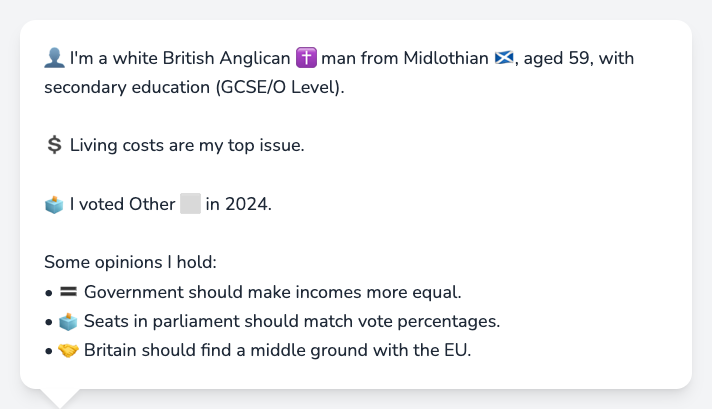 👤 I'm a white British Anglican ✝️ man from Midlothian 🏴󠁧󠁢󠁳󠁣󠁴󠁿, aged 59, with
secondary education (GCSE/O Level).
💲 Living costs are my top issue.
🗳️ I voted Other ⬜ in 2024.
Some opinions I hold:
• 🟰 Government should make incomes more equal.
• 🗳️ Seats in parliament should match vote percentages.
• 🤝 Britain should find a middle ground with the EU.